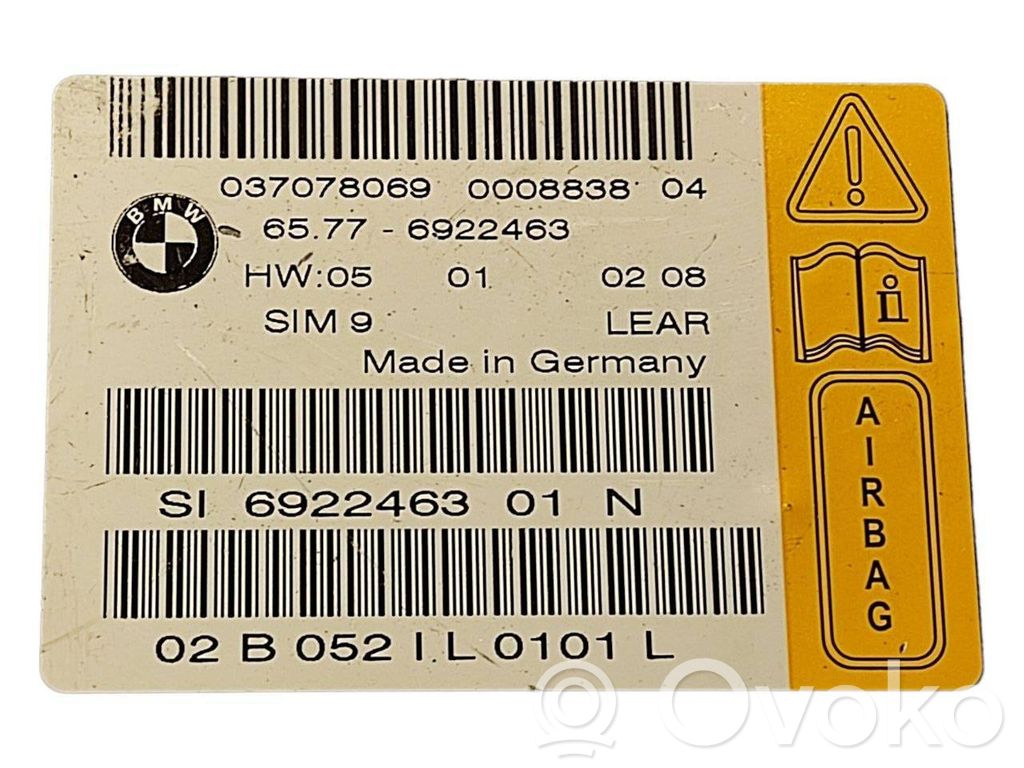 037078069 0008838 04
BMW
65.77 - 6922463
HW:05 01 02 08
SIM 9 LEAR
Made in Germany
SI 6922463 01 N
02 B 052 I L 0101 L
i
AIRBAG
Ovoko